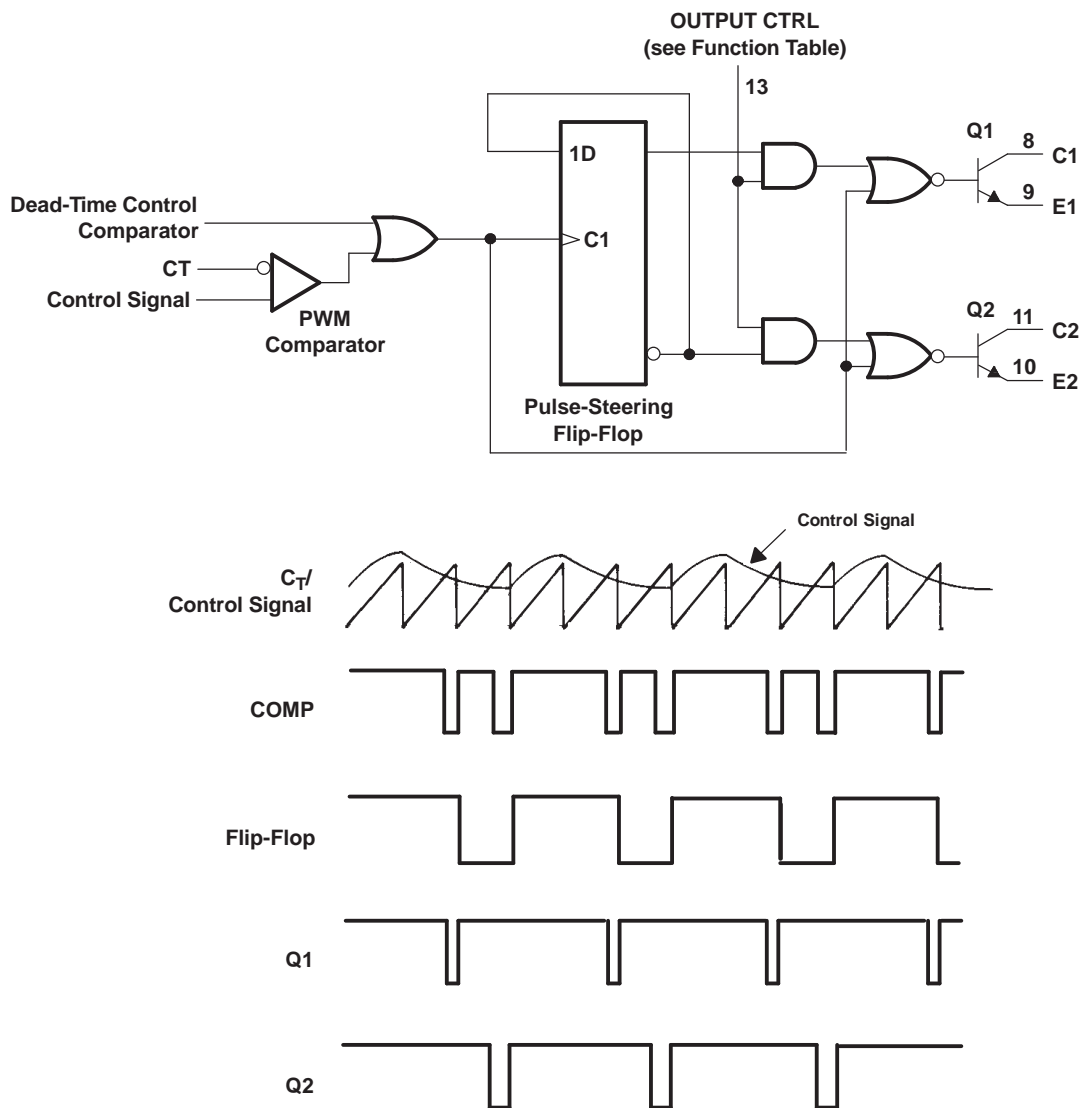 OUTPUT CTRL
(see Function Table)
13
Q1
8
C1
1D
9
E1
Dead-Time Control
Comparator
C1
CT
Control Signal
PWM
Comparator
Q2
11
C2
10
E2
Pulse-Steering
Flip-Flop
Control Signal
CT/
Control Signal
COMP
Flip-Flop
Q1
Q2